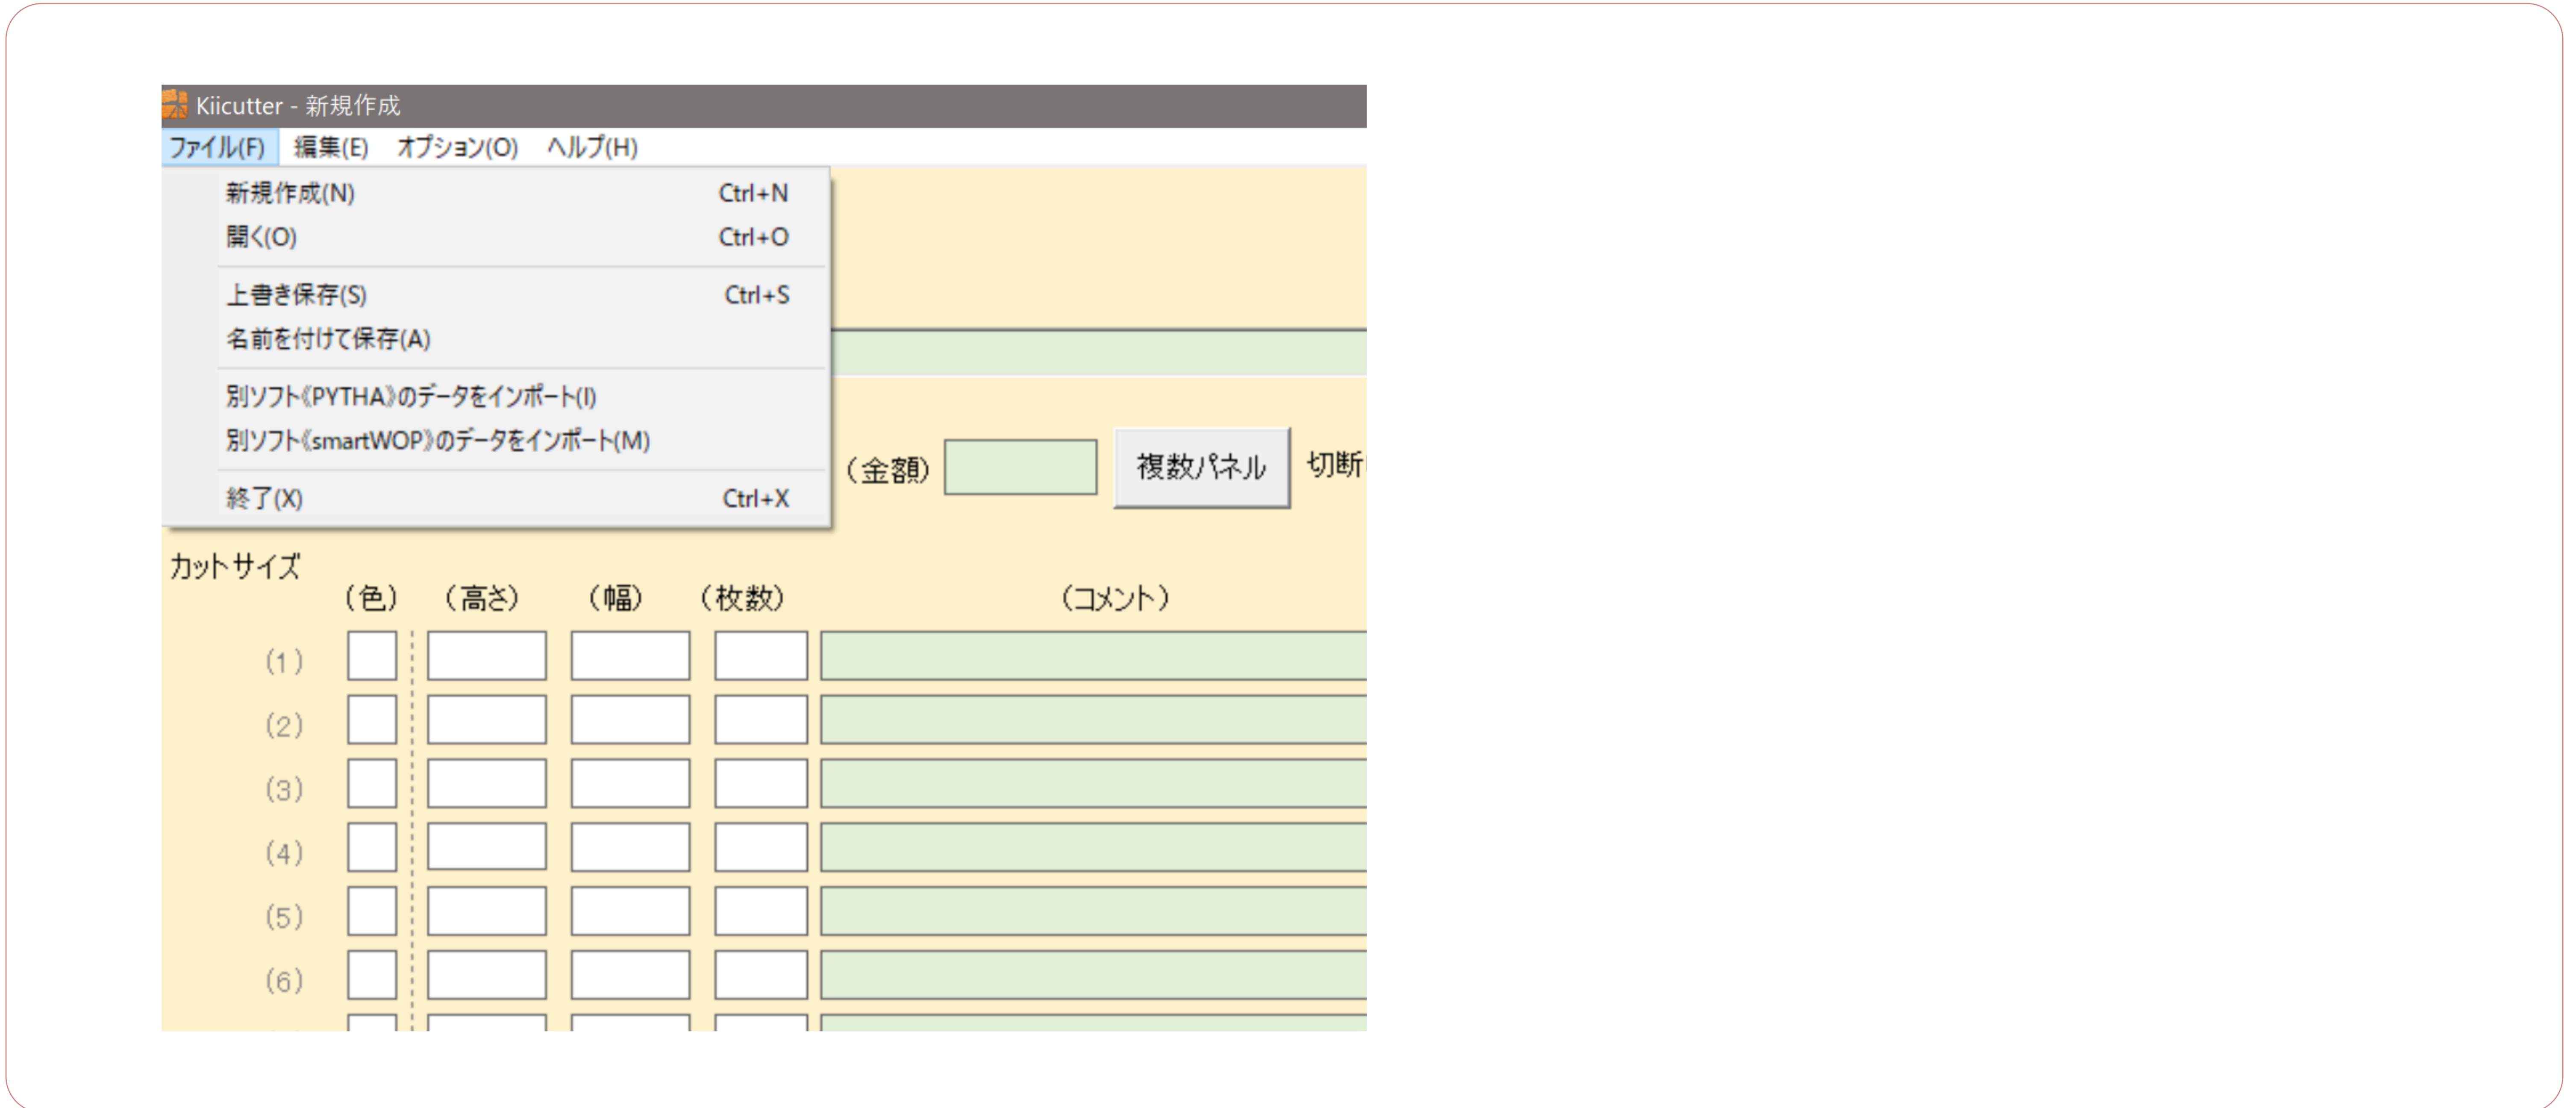 Kiicutter - 新規作成
ファイル(F) 編集(E) オプション(O) ヘルプ(H)
新規作成(N) Ctrl+N
開く(O) Ctrl+O
上書き保存(S) Ctrl+S
名前を付けて保存(A)
別ソフト《PYTHA》のデータをインポート(I)
別ソフト《smartWOP》のデータをインポート(M)
終了(X) Ctrl+X
(金額) 複数パネル 切断
カットサイズ
(色) (高さ) (幅) (枚数) (コメント)
(1)
(2)
(3)
(4)
(5)
(6)